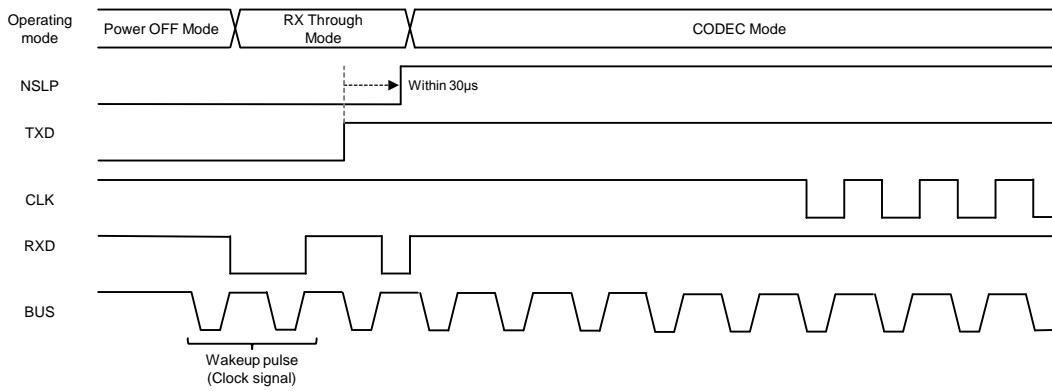 Operating
mode
Power OFF Mode
RX Through
Mode
CODEC Mode
NSLP
Within 30μs
TXD
CLK
RXD
BUS
Wakeup pulse
(Clock signal)